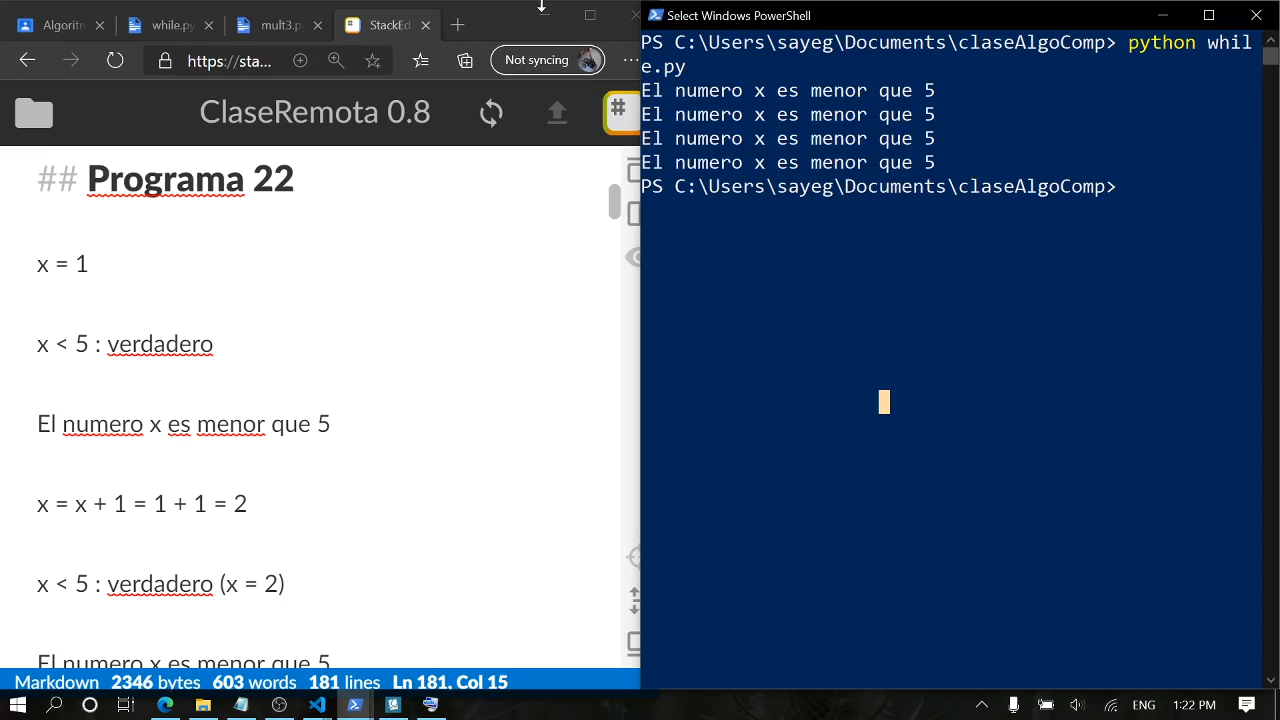 Algoritn
while.py
mult3.p
StackEd
https://sta...
Not syncing
ClaseRemota 0.8
## Programa 22
x = 1
x < 5 : verdadero
El numero x es menor que 5
x = x + 1 = 1 + 1 = 2
x < 5 : verdadero (x = 2)
El numero x es menor que 5
Markdown 2346 bytes 603 words 181 lines Ln 181, Col 15
Select Windows PowerShell
PS C:\Users\sayeg\Documents\claseAlgoComp> python whil
e.py
El numero x es menor que 5
El numero x es menor que 5
El numero x es menor que 5
El numero x es menor que 5
PS C:\Users\sayeg\Documents\claseAlgoComp>
ENG 1:22 PM